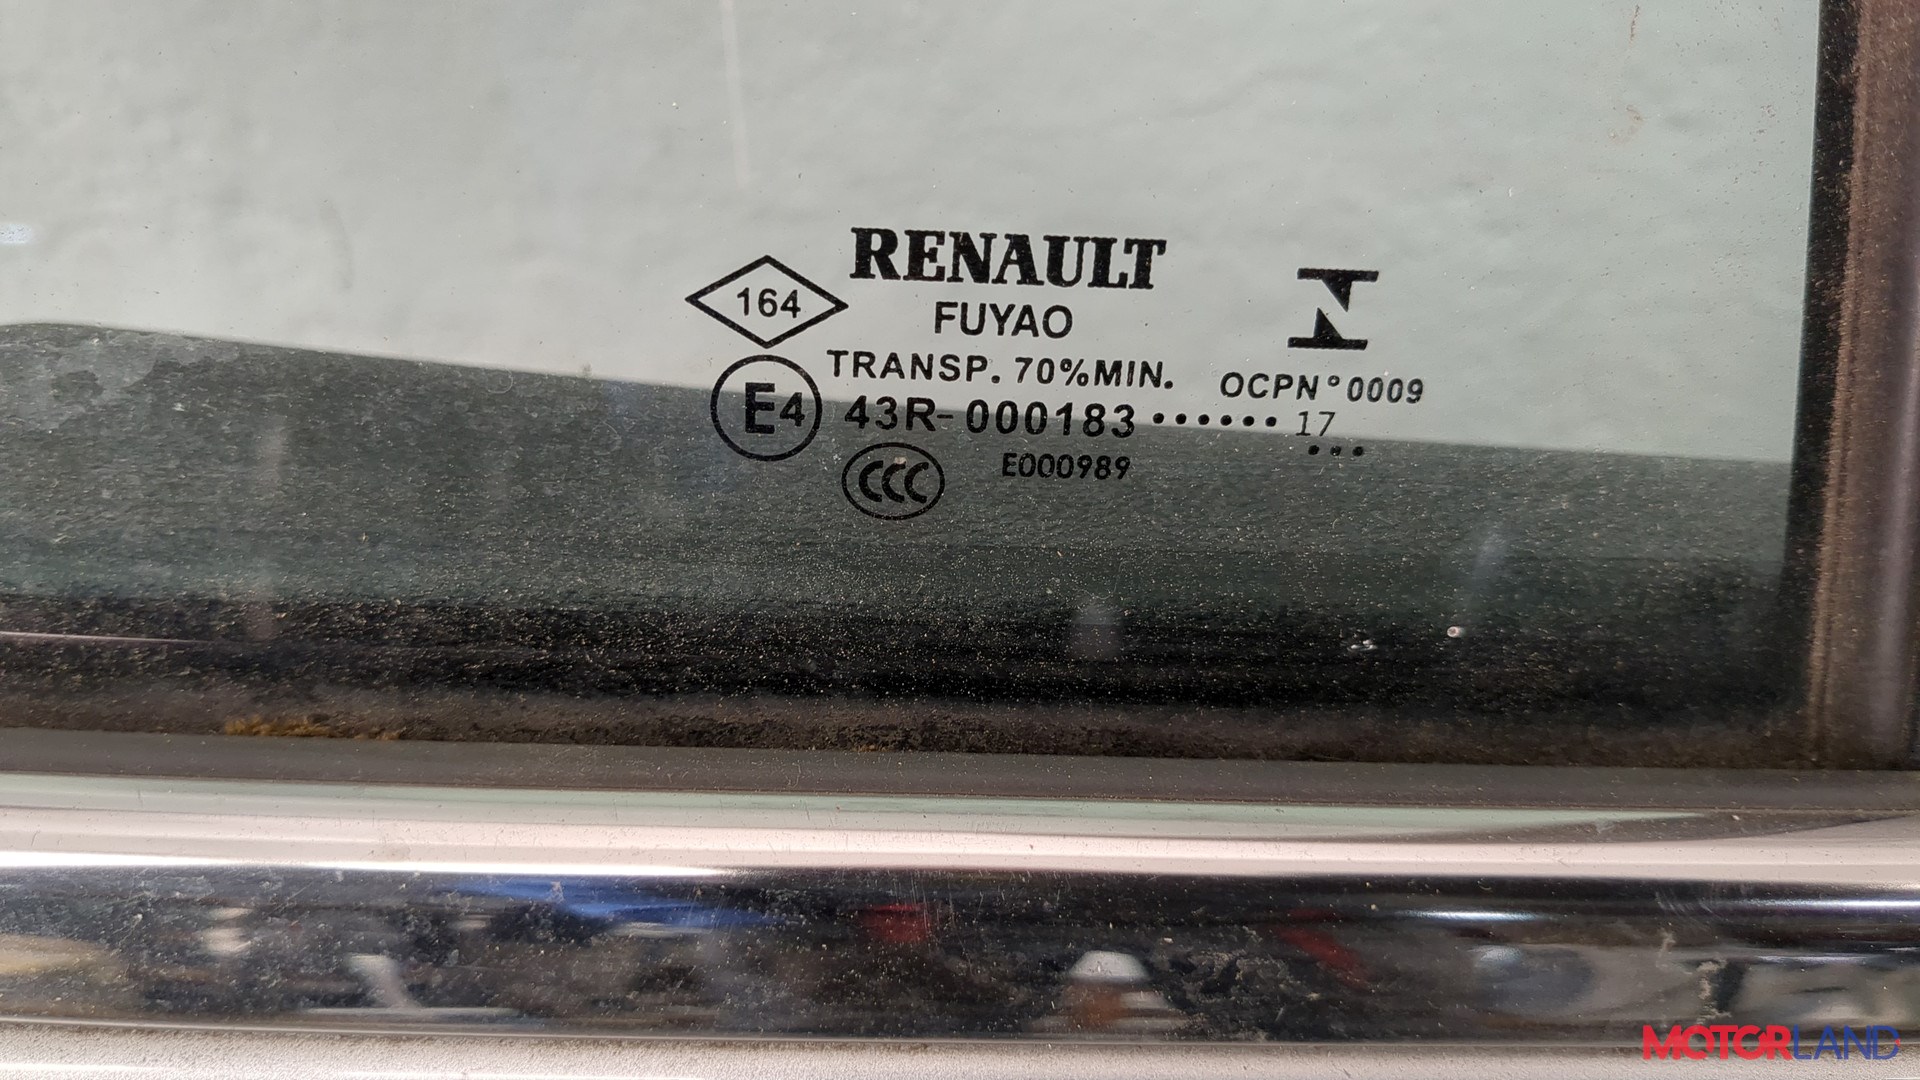 RENAULT
164
FUYAO
TRANSP. 70%MIN.
OCPN°0009
E4 43R-000183 ...... 17
...
CCC E000989
MOTORLAND